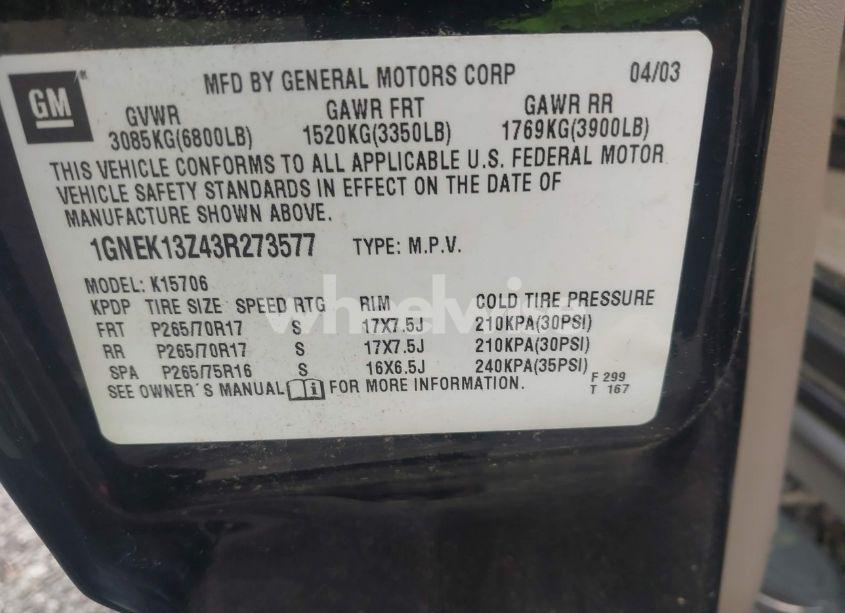 GM
MFD BY GENERAL MOTORS CORP 04/03
GVWR GAWR FRT GAWR RR
3085KG(6800LB) 1520KG(3350LB) 1769KG(3900LB)
THIS VEHICLE CONFORMS TO ALL APPLICABLE U.S. FEDERAL MOTOR
VEHICLE SAFETY STANDARDS IN EFFECT ON THE DATE OF
MANUFACTURE SHOWN ABOVE.
1GNEK13Z43R273577 TYPE: M.P.V.
MODEL: K15706
KPDP TIRE SIZE SPEED RTG RIM COLD TIRE PRESSURE
FRT P265/70R17 S 17X7.5J 210KPA(30PSI)
RR P265/70R17 S 17X7.5J 210KPA(30PSI)
SPA P265/75R16 S 16X6.5J 240KPA(35PSI)
SEE OWNER'S MANUAL FOR MORE INFORMATION.
F 299
T 167